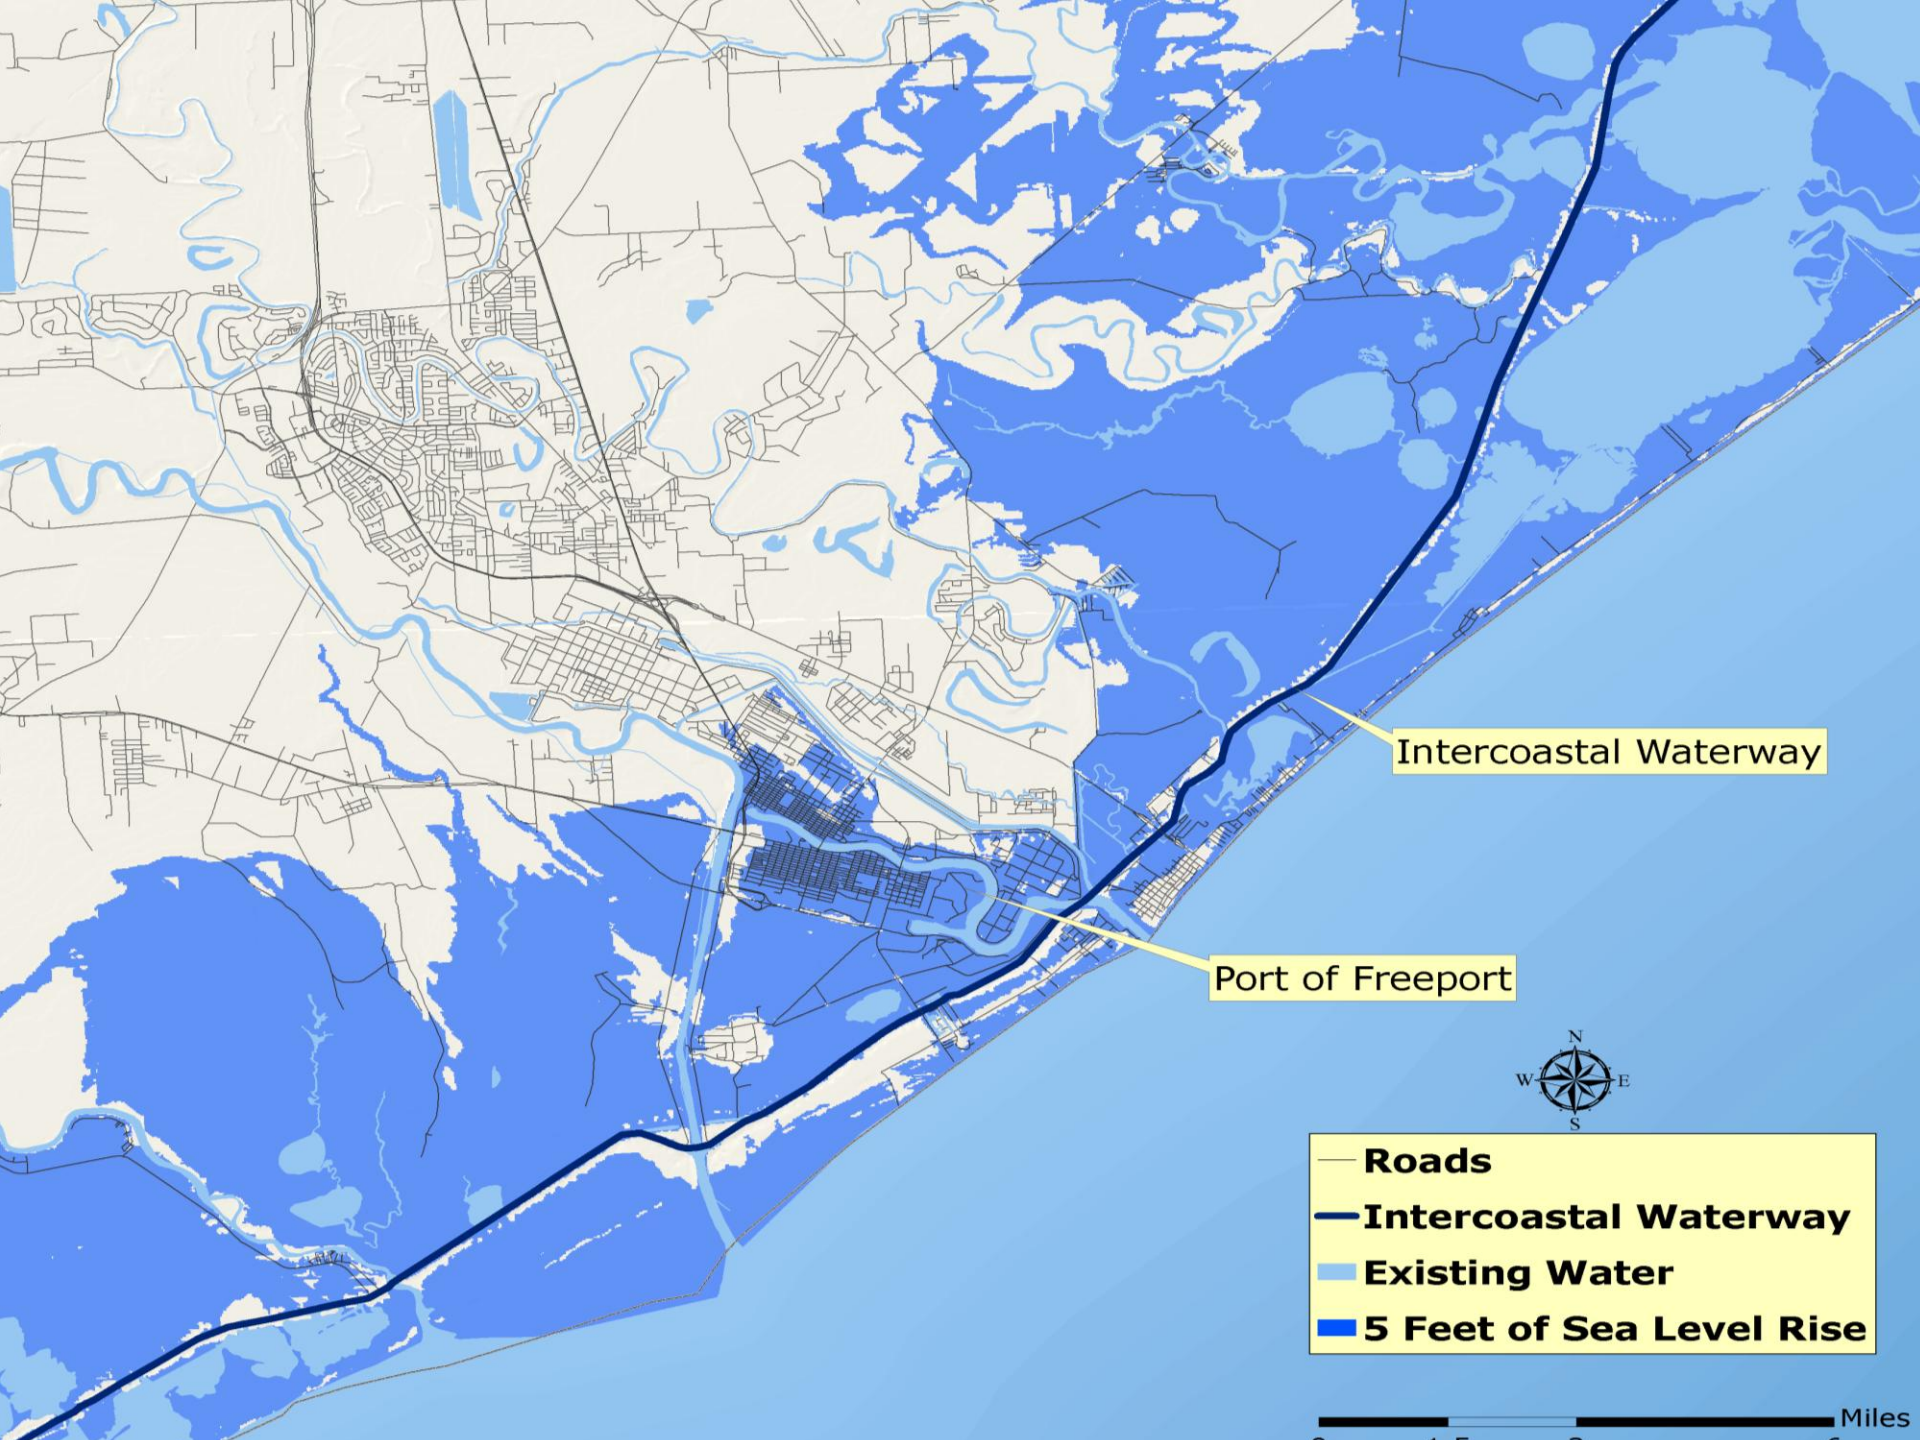 Intercoastal Waterway
Port of Freeport
N
W E
S
Roads
Intercoastal Waterway
Existing Water
5 Feet of Sea Level Rise
Miles